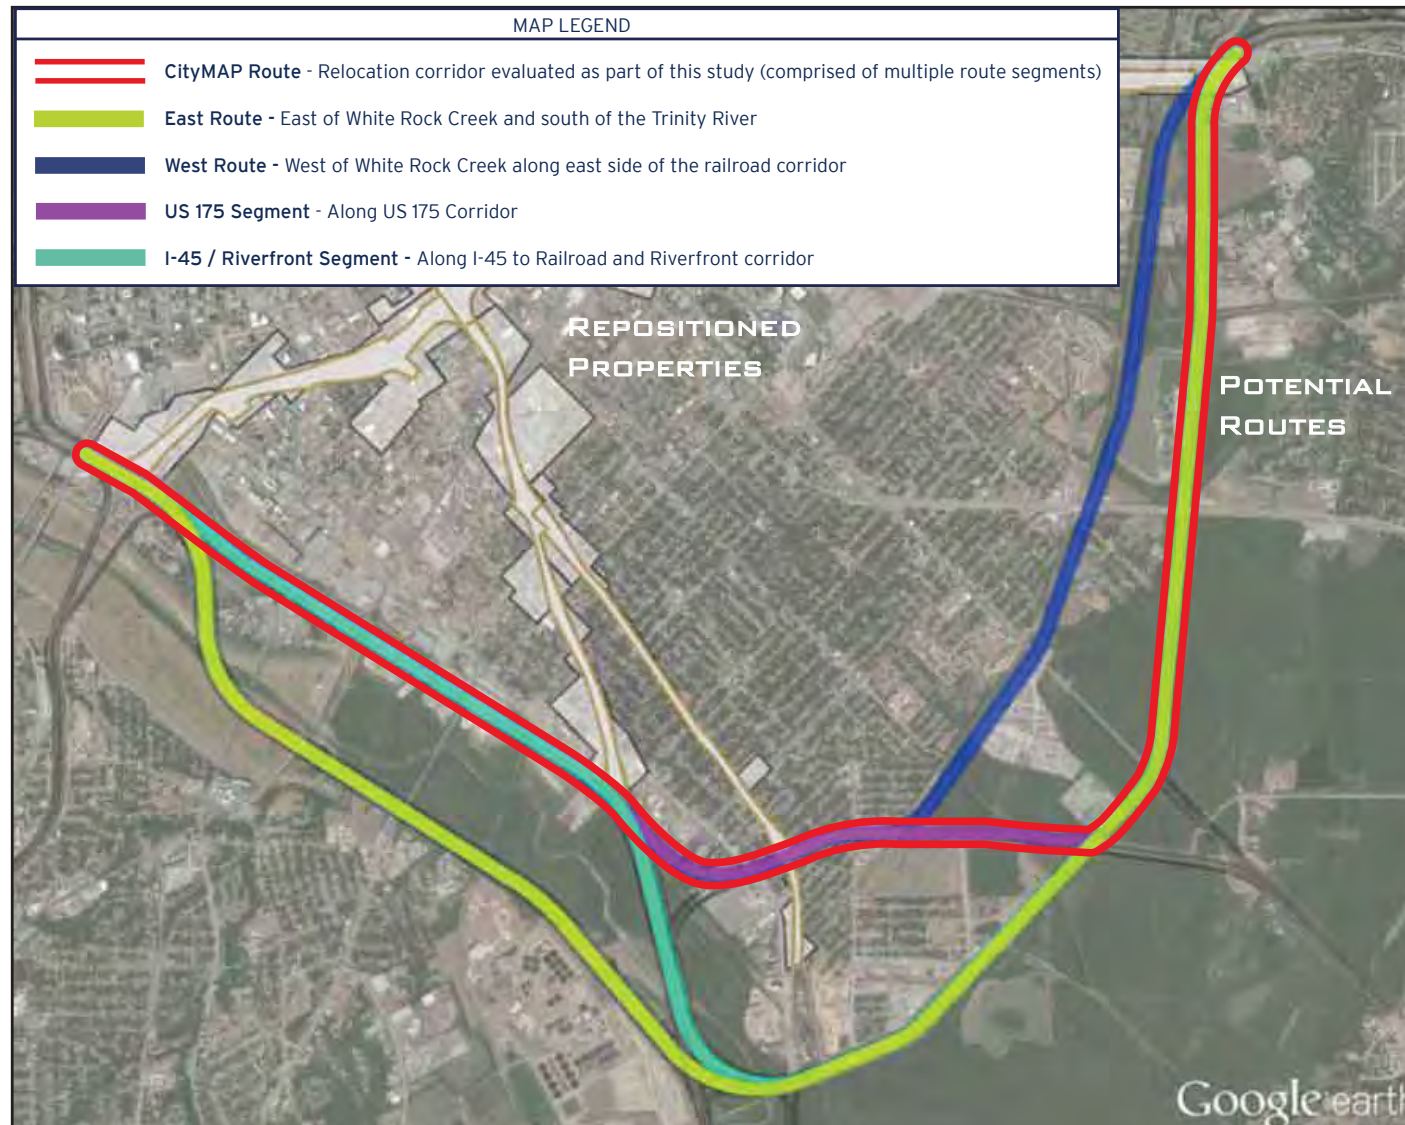 MAP LEGEND
CityMAP Route - Relocation corridor evaluated as part of this study (comprised of multiple route segments)
East Route - East of White Rock Creek and south of the Trinity River
West Route - West of White Rock Creek along east side of the railroad corridor
US 175 Segment - Along US 175 Corridor
I-45 / Riverfront Segment - Along I-45 to Railroad and Riverfront corridor
REPOSITIONED
PROPERTIES
POTENTIAL
ROUTES
Google earth